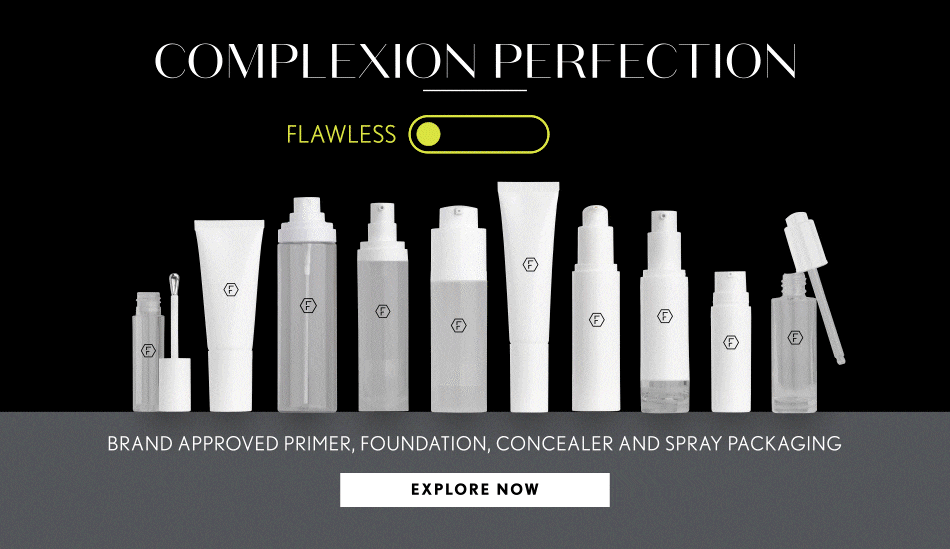 COMPLEXION PERFECTION
FLAWLESS
F F F F F F F F F F
BRAND APPROVED PRIMER, FOUNDATION, CONCEALER AND SPRAY PACKAGING
EXPLORE NOW